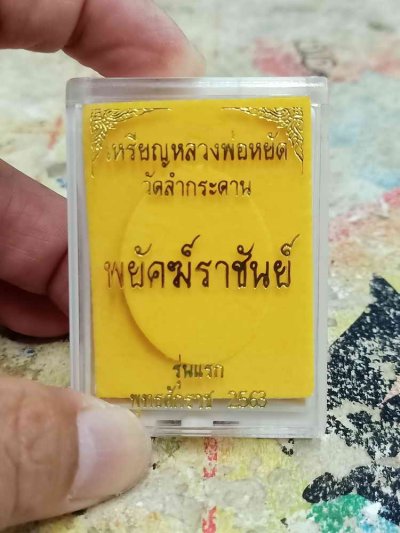 เหรียญหลวงพ่อหยัด
วัดลำกระดาน
พยัคฆ์ราชันย์
รุ่นแรก
พุทธศักราช 2563